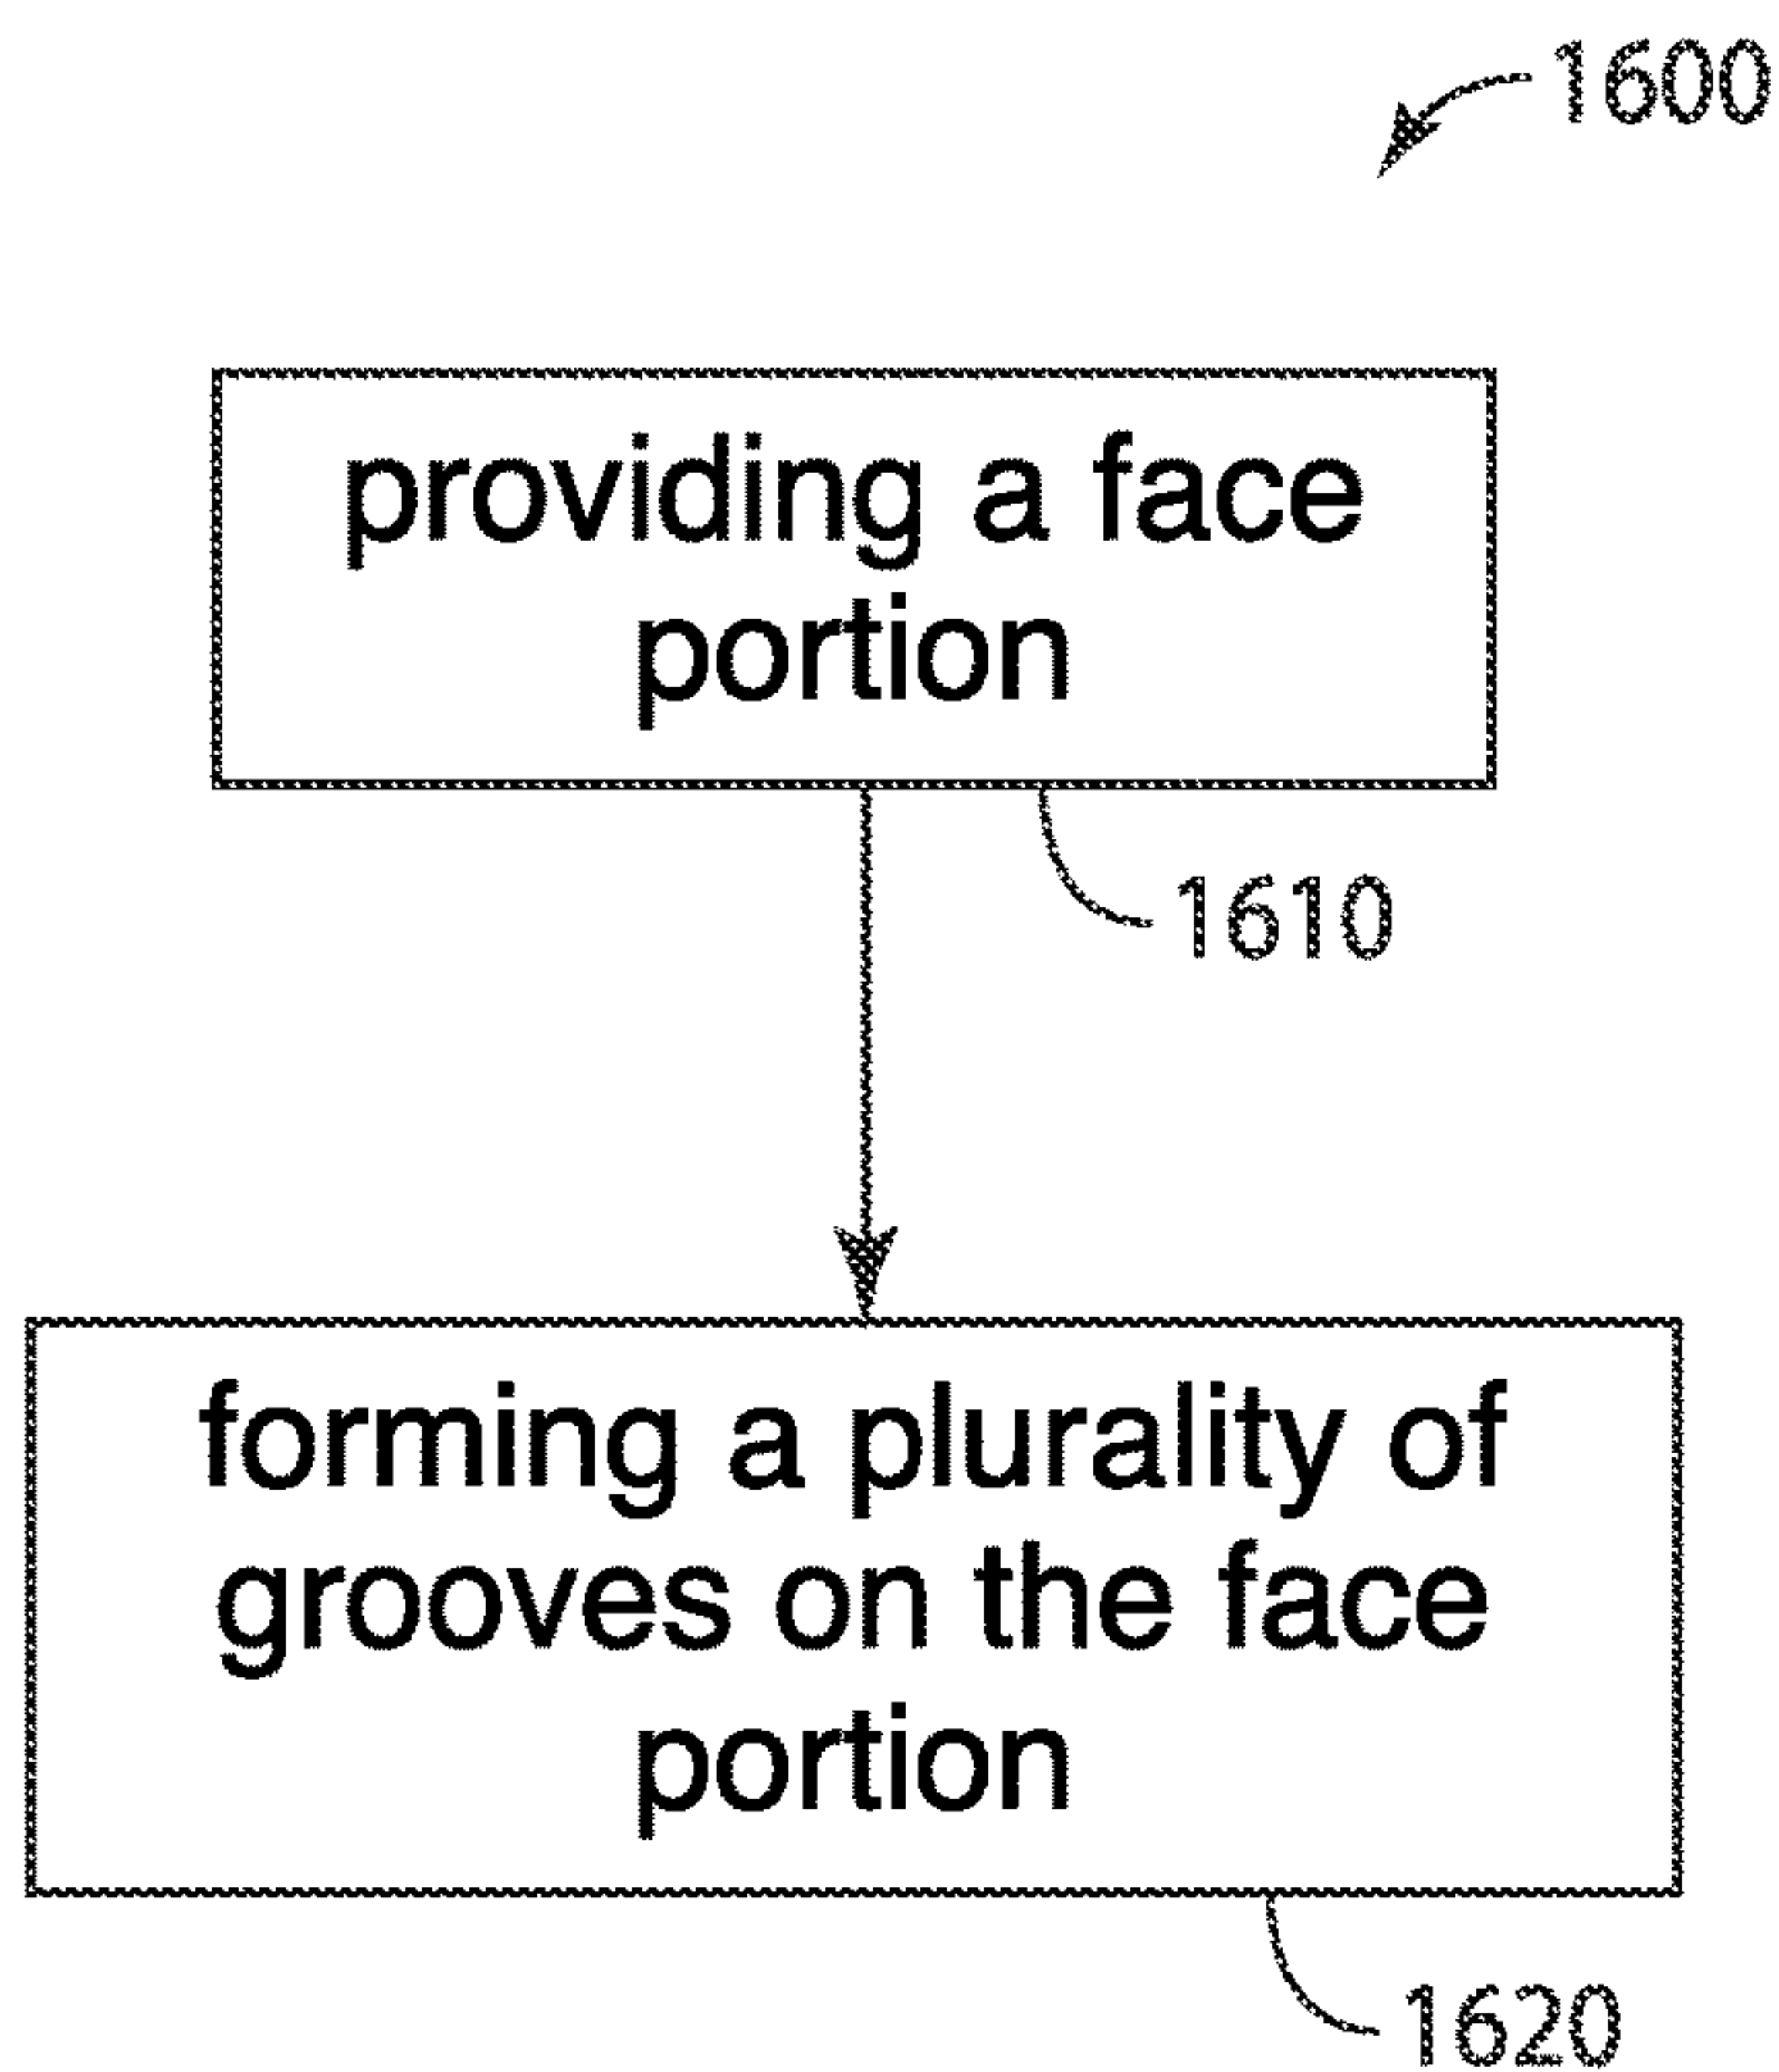 1600
providing a face
portion
1610
forming a plurality of
grooves on the face
portion
1620